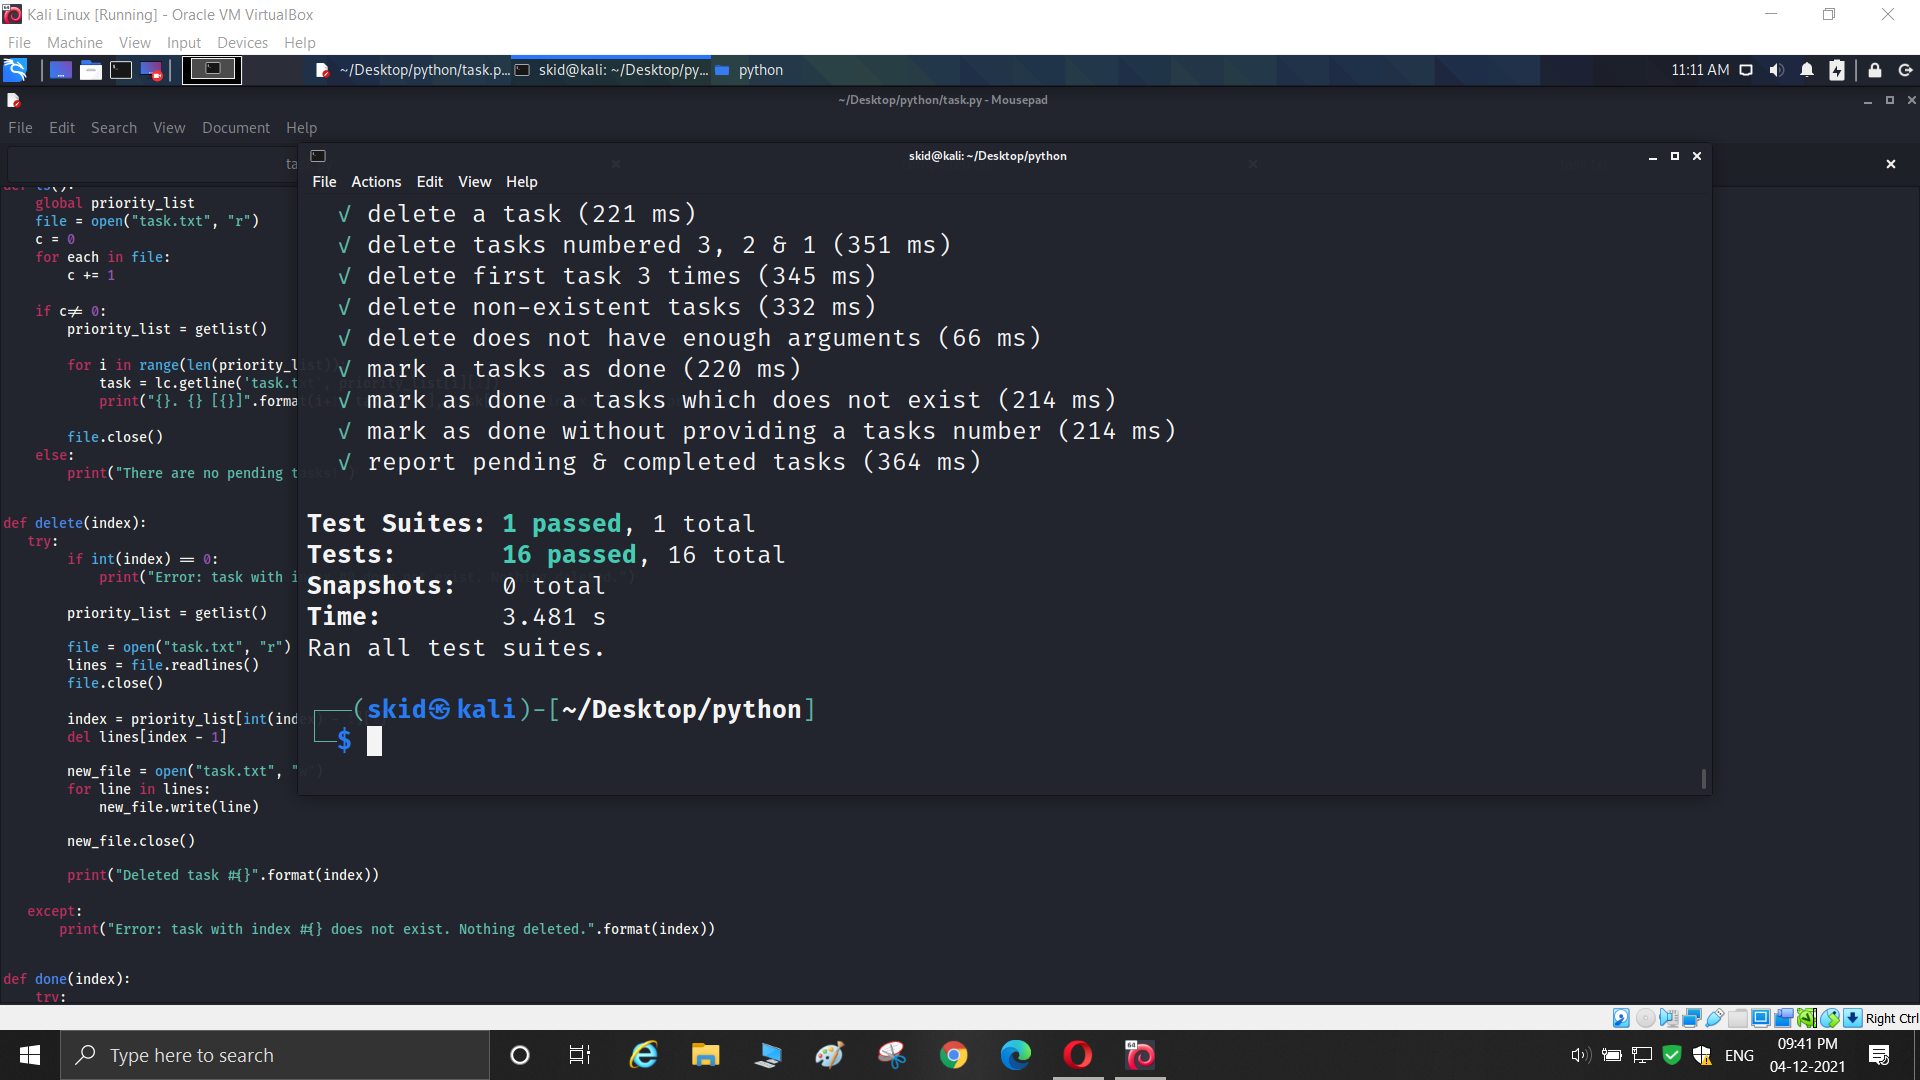 Kali Linux [Running] - Oracle VM VirtualBox
File Machine View Input Devices Help
~/Desktop/python/task.p... skid@kali: ~/Desktop/py... python 11:11 AM
~/Desktop/python/task.py - Mousepad
File Edit Search View Document Help
skid@kali: ~/Desktop/python
File Actions Edit View Help
√ delete a task (221 ms)
√ delete tasks numbered 3, 2 & 1 (351 ms)
√ delete first task 3 times (345 ms)
√ delete non-existent tasks (332 ms)
√ delete does not have enough arguments (66 ms)
√ mark a tasks as done (220 ms)
√ mark as done a tasks which does not exist (214 ms)
√ mark as done without providing a tasks number (214 ms)
√ report pending & completed tasks (364 ms)
Test Suites: 1 passed, 1 total
Tests: 16 passed, 16 total
Snapshots: 0 total
Time: 3.481 s
Ran all test suites.
(skid㉿kali)-[~/Desktop/python]
$
global priority_list
file = open("task.txt", "r")
c = 0
for each in file:
c += 1
if c != 0:
priority_list = getlist()
for i in range(len(priority_list)):
task = lc.getline('task.txt', priority_list[i]
print("{}. {} [{}]".format(i+1,
file.close()
else:
print("There are no pending tasks!")
def delete(index):
try:
if int(index) == 0:
print("Error: task with i
priority_list = getlist()
file = open("task.txt", "r")
lines = file.readlines()
file.close()
index = priority_list[int(index)
del lines[index - 1]
new_file = open("task.txt", "w")
for line in lines:
new_file.write(line)
new_file.close()
print("Deleted task #{}".format(index))
except:
print("Error: task with index #{} does not exist. Nothing deleted.".format(index))
def done(index):
try:
Right Ctrl
Type here to search
ENG
09:41 PM
04-12-2021